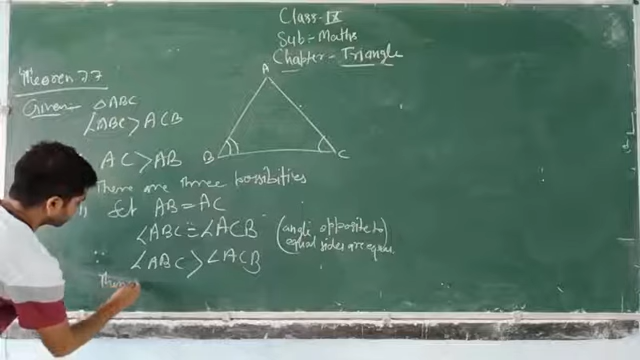 Class-IX
Sub-Maths
Chapter-Triangle
Theorem 7.7
Given- △ABC
∠ABC > ACB
AC > AB
There are three possibities
Let AB = AC
∠ABC = ∠ACB (angle opposite to equal sides are equal
∴ ∠ABC > ∠ACB
A
B
C